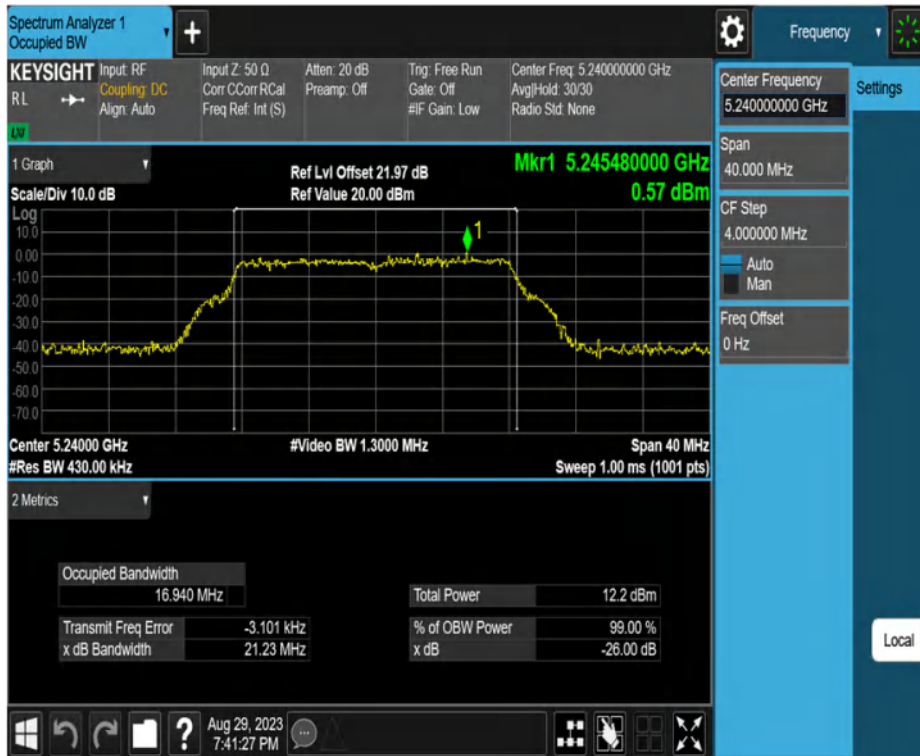 Spectrum Analyzer 1
Occupied BW
+
Frequency
KEYSIGHT
RL
LXI
Input: RF
Coupling: DC
Align: Auto
Input Z: 50 Ω
Corr CCorr RCal
Freq Ref: Int (S)
Atten: 20 dB
Preamp: Off
Trig: Free Run
Gate: Off
#IF Gain: Low
Center Freq: 5.240000000 GHz
Avg|Hold: 30/30
Radio Std: None
Center Frequency
5.240000000 GHz
Settings
Span
40.000 MHz
CF Step
4.000000 MHz
Auto
Man
Freq Offset
0 Hz
1 Graph
Scale/Div 10.0 dB
Ref Lvl Offset 21.97 dB
Ref Value 20.00 dBm
Mkr1 5.245480000 GHz
0.57 dBm
Log
10.0
0.00
-10.0
-20.0
-30.0
-40.0
-50.0
-60.0
-70.0
1
Center 5.24000 GHz
#Video BW 1.3000 MHz
Span 40 MHz
#Res BW 430.00 kHz
Sweep 1.00 ms (1001 pts)
2 Metrics
Occupied Bandwidth
16.940 MHz
Total Power 12.2 dBm
Transmit Freq Error -3.101 kHz
% of OBW Power 99.00 %
x dB Bandwidth 21.23 MHz
x dB -26.00 dB
Local
?
Aug 29, 2023
7:41:27 PM